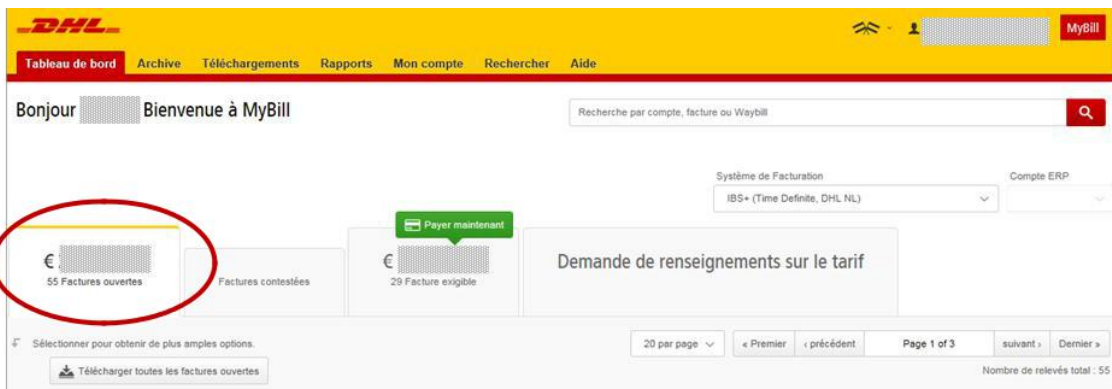 DHL
MyBill
Tableau de bord Archive Téléchargements Rapports Mon compte Rechercher Aide
Bonjour Bienvenue à MyBill
Recherche par compte, facture ou Waybill
Système de Facturation Compte ERP
IBS+ (Time Definite, DHL NL)
Payer maintenant
€ € Demande de renseignements sur le tarif
55 Factures ouvertes Factures contestées 29 Facture exigible
Sélectionner pour obtenir de plus amples options. 20 par page « Premier ‹ précédent Page 1 of 3 suivant › Dernier »
Télécharger toutes les factures ouvertes Nombre de relevés total : 55